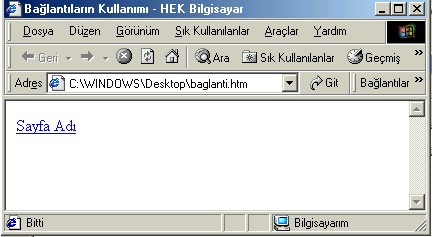 Bağlantıların Kullanımı - HEK Bilgisayar
Dosya Düzen Görünüm Sık Kullanılanlar Araçlar Yardım
Geri Ara Sık Kullanılanlar Geçmiş »
Adres C:\WINDOWS\Desktop\baglanti.htm Git Bağlantılar »
Sayfa Adı
Bitti Bilgisayarım